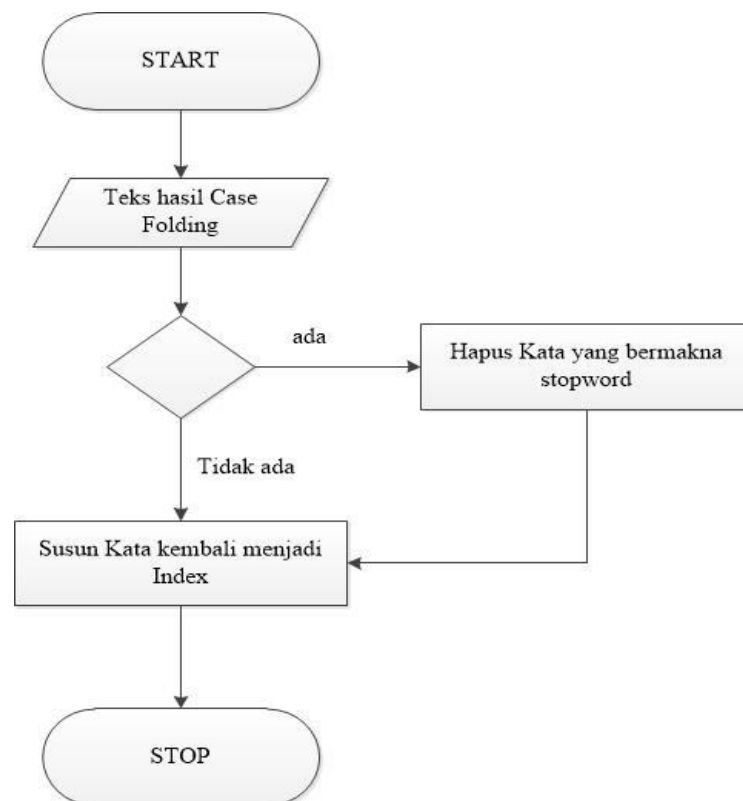 START
Teks hasil Case
Folding
ada
Hapus Kata yang bermakna
stopword
Tidak ada
Susun Kata kembali menjadi
Index
STOP